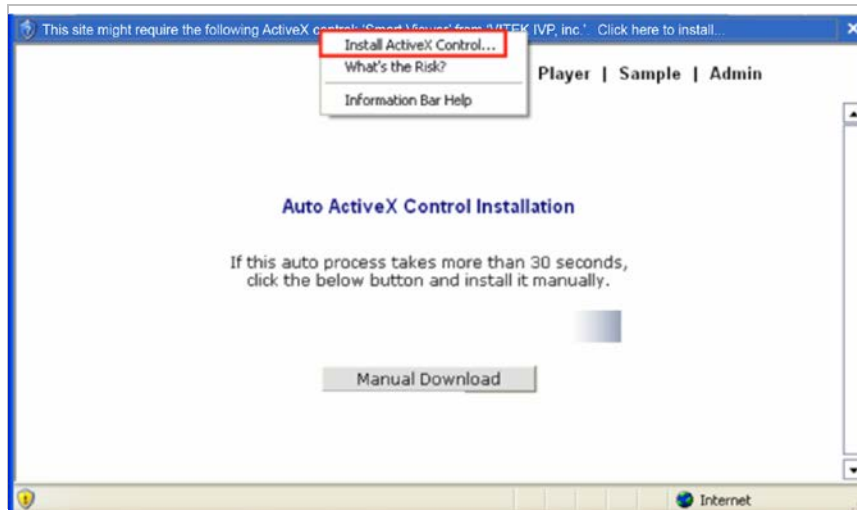 This site might require the following ActiveX control: 'Smart Viewer' from 'VITEK IVP, inc.'. Click here to install...
Install ActiveX Control...
What's the Risk?
Information Bar Help
Player | Sample | Admin
Auto ActiveX Control Installation
If this auto process takes more than 30 seconds,
click the below button and install it manually.
Manual Download
Internet